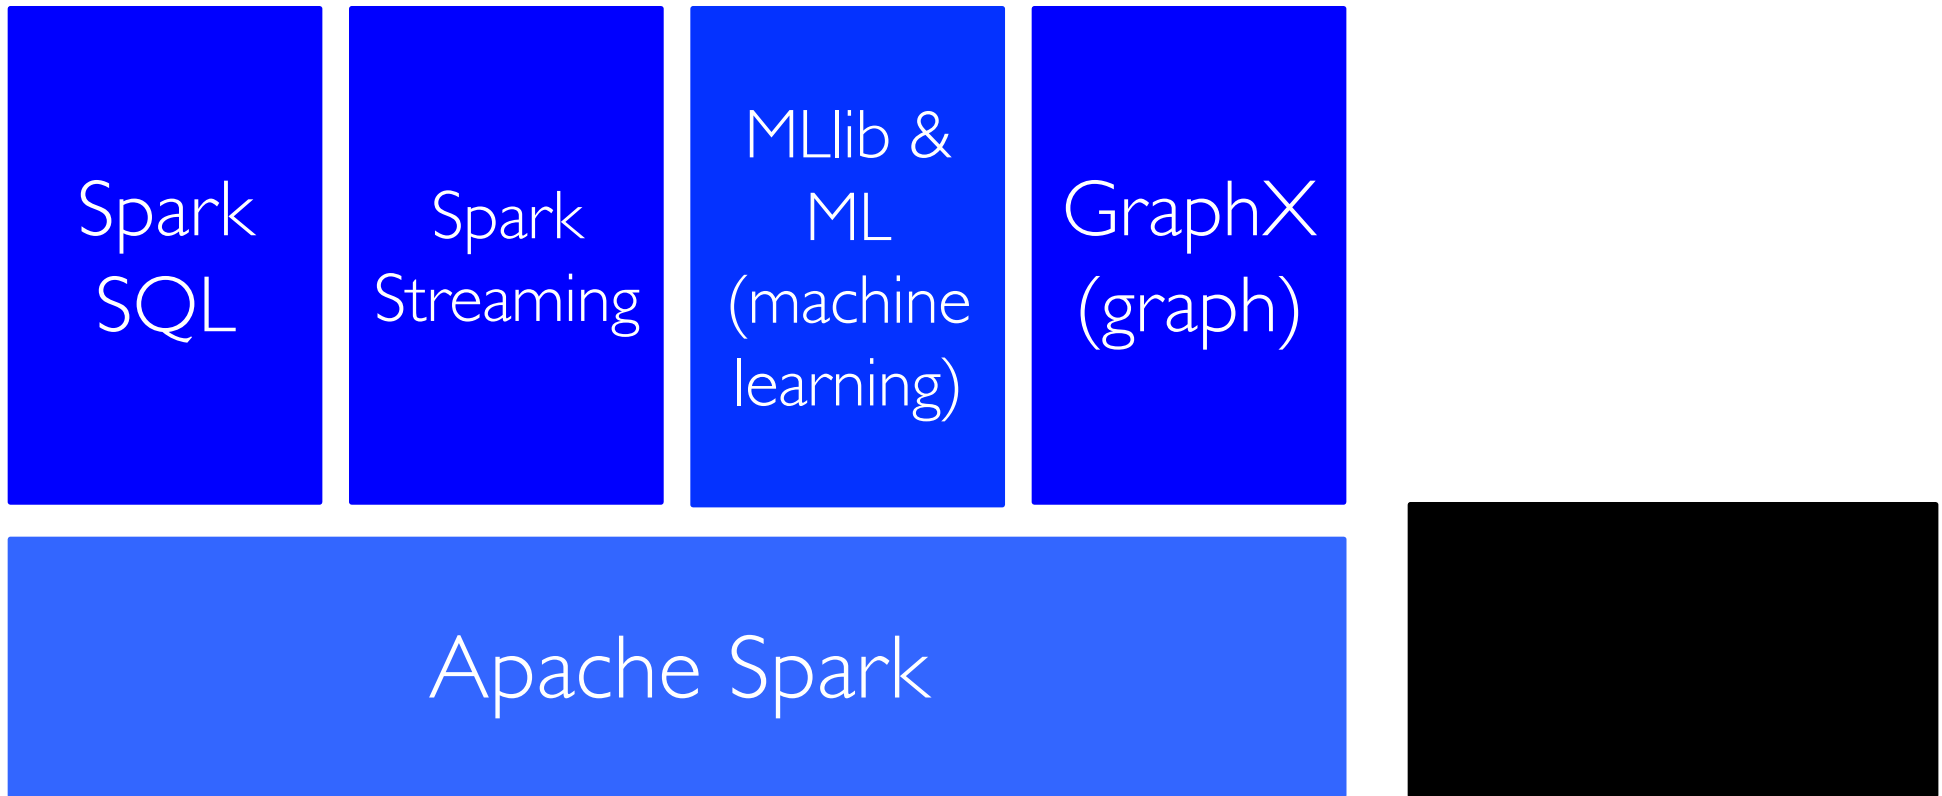 Spark
SQL
Spark
Streaming
MLlib &
ML
(machine
learning)
GraphX
(graph)
Apache Spark